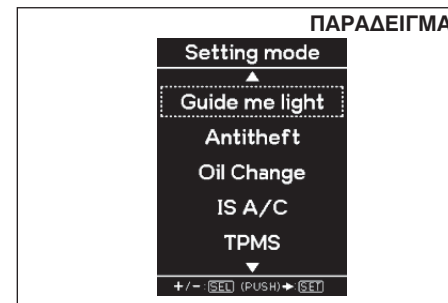 ΠΑΡΑΔΕΙΓΜΑ
Setting mode
Guide me light
Antitheft
Oil Change
IS A/C
TPMS
+/-:SEL (PUSH)→:SET